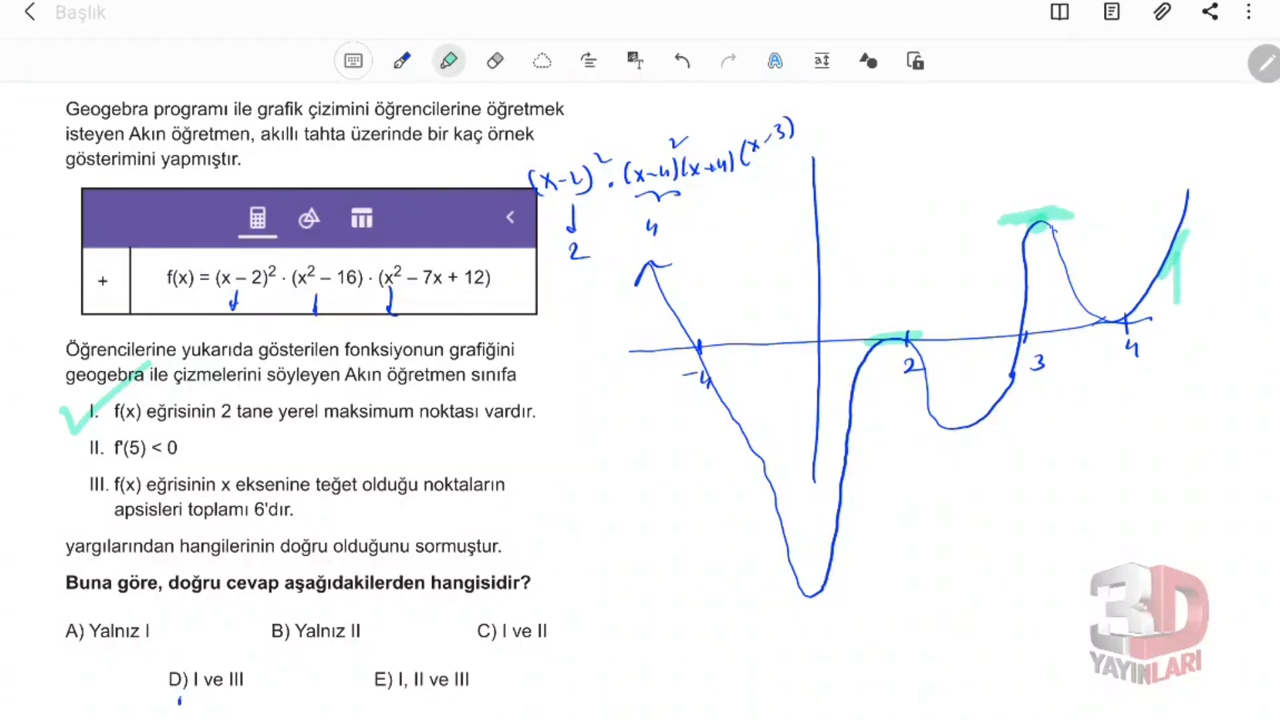 Başlık
Geogebra programı ile grafik çizimini öğrencilerine öğretmek
isteyen Akın öğretmen, akıllı tahta üzerinde bir kaç örnek
gösterimini yapmıştır.
(x-2)² . (x-4)²(x+4)(x-3)
2
4
+ f(x) = (x – 2)² · (x² – 16) · (x² – 7x + 12)
Öğrencilerine yukarıda gösterilen fonksiyonun grafiğini
geogebra ile çizmelerini söyleyen Akın öğretmen sınıfa
I. f(x) eğrisinin 2 tane yerel maksimum noktası vardır.
II. f'(5) < 0
III. f(x) eğrisinin x eksenine teğet olduğu noktaların
apsisleri toplamı 6'dır.
yargılarından hangilerinin doğru olduğunu sormuştur.
Buna göre, doğru cevap aşağıdakilerden hangisidir?
A) Yalnız I B) Yalnız II C) I ve II
D) I ve III E) I, II ve III
-4 2 3 4
3D
YAYINLARI